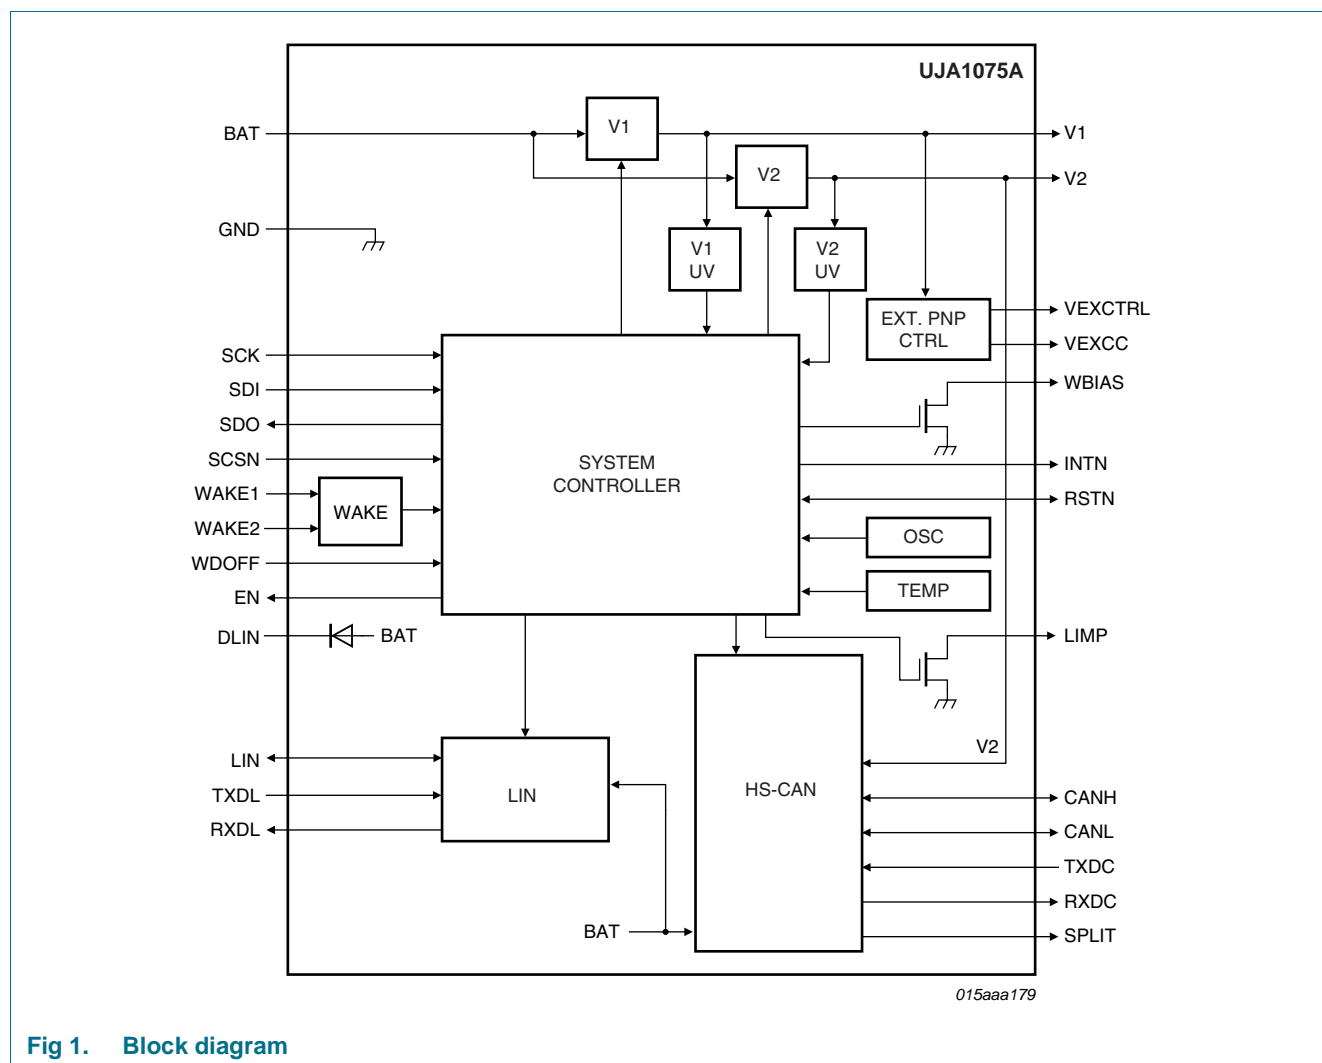 UJA1075A
BAT
V1
V1
V2
V2
GND
V1
UV
V2
UV
EXT. PNP
CTRL
VEXCTRL
VEXCC
SCK
SDI
SDO
SCSN
WAKE1
WAKE2
WAKE
WDOFF
EN
DLIN
BAT
SYSTEM
CONTROLLER
WBIAS
INTN
RSTN
OSC
TEMP
LIMP
V2
LIN
TXDL
RXDL
LIN
HS-CAN
BAT
CANH
CANL
TXDC
RXDC
SPLIT
015aaa179
Fig 1. Block diagram